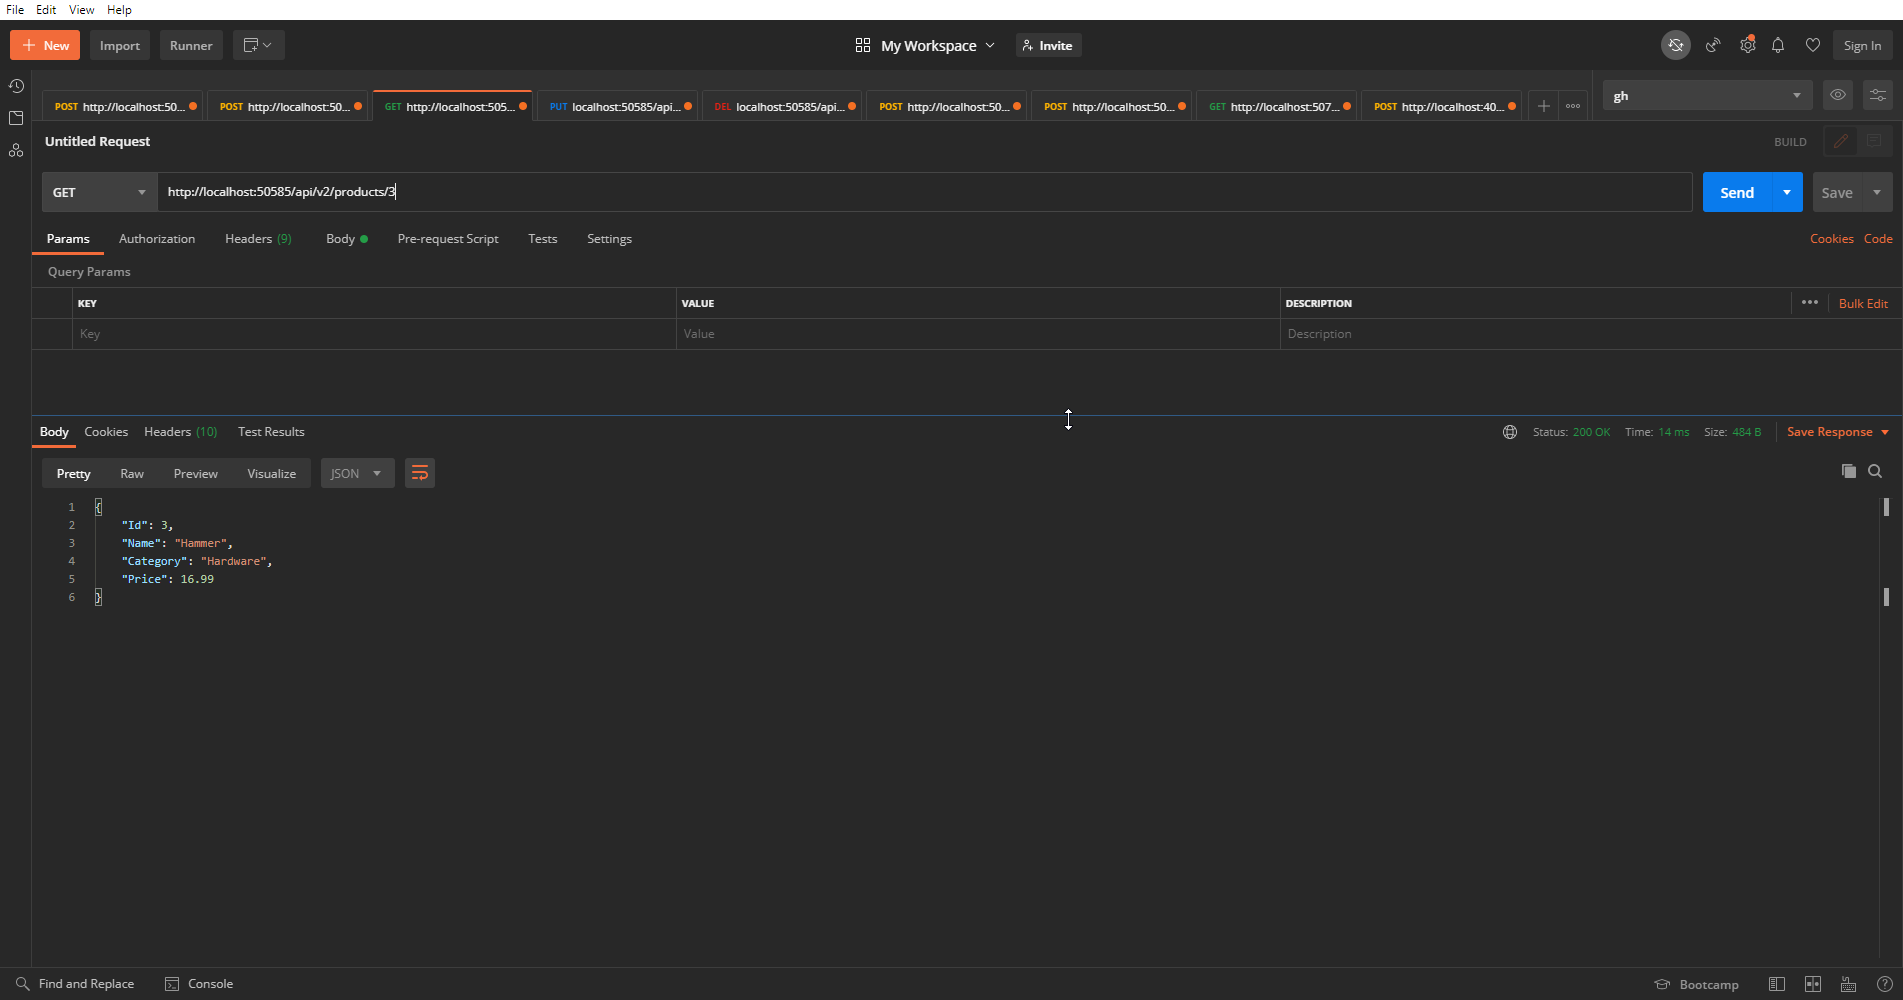 File Edit View Help
New Import Runner My Workspace Invite Sign In
POST http://localhost:50... POST http://localhost:50... GET http://localhost:505... PUT localhost:50585/api... DEL localhost:50585/api... POST http://localhost:50... POST http://localhost:50... GET http://localhost:507... POST http://localhost:40... gh
Untitled Request BUILD
GET http://localhost:50585/api/v2/products/3 Send Save
Params Authorization Headers (9) Body Pre-request Script Tests Settings Cookies Code
Query Params
KEY VALUE DESCRIPTION Bulk Edit
Key Value Description
Body Cookies Headers (10) Test Results Status: 200 OK Time: 14 ms Size: 484 B Save Response
Pretty Raw Preview Visualize JSON
1 {
2 "Id": 3,
3 "Name": "Hammer",
4 "Category": "Hardware",
5 "Price": 16.99
6 }
Find and Replace Console Bootcamp